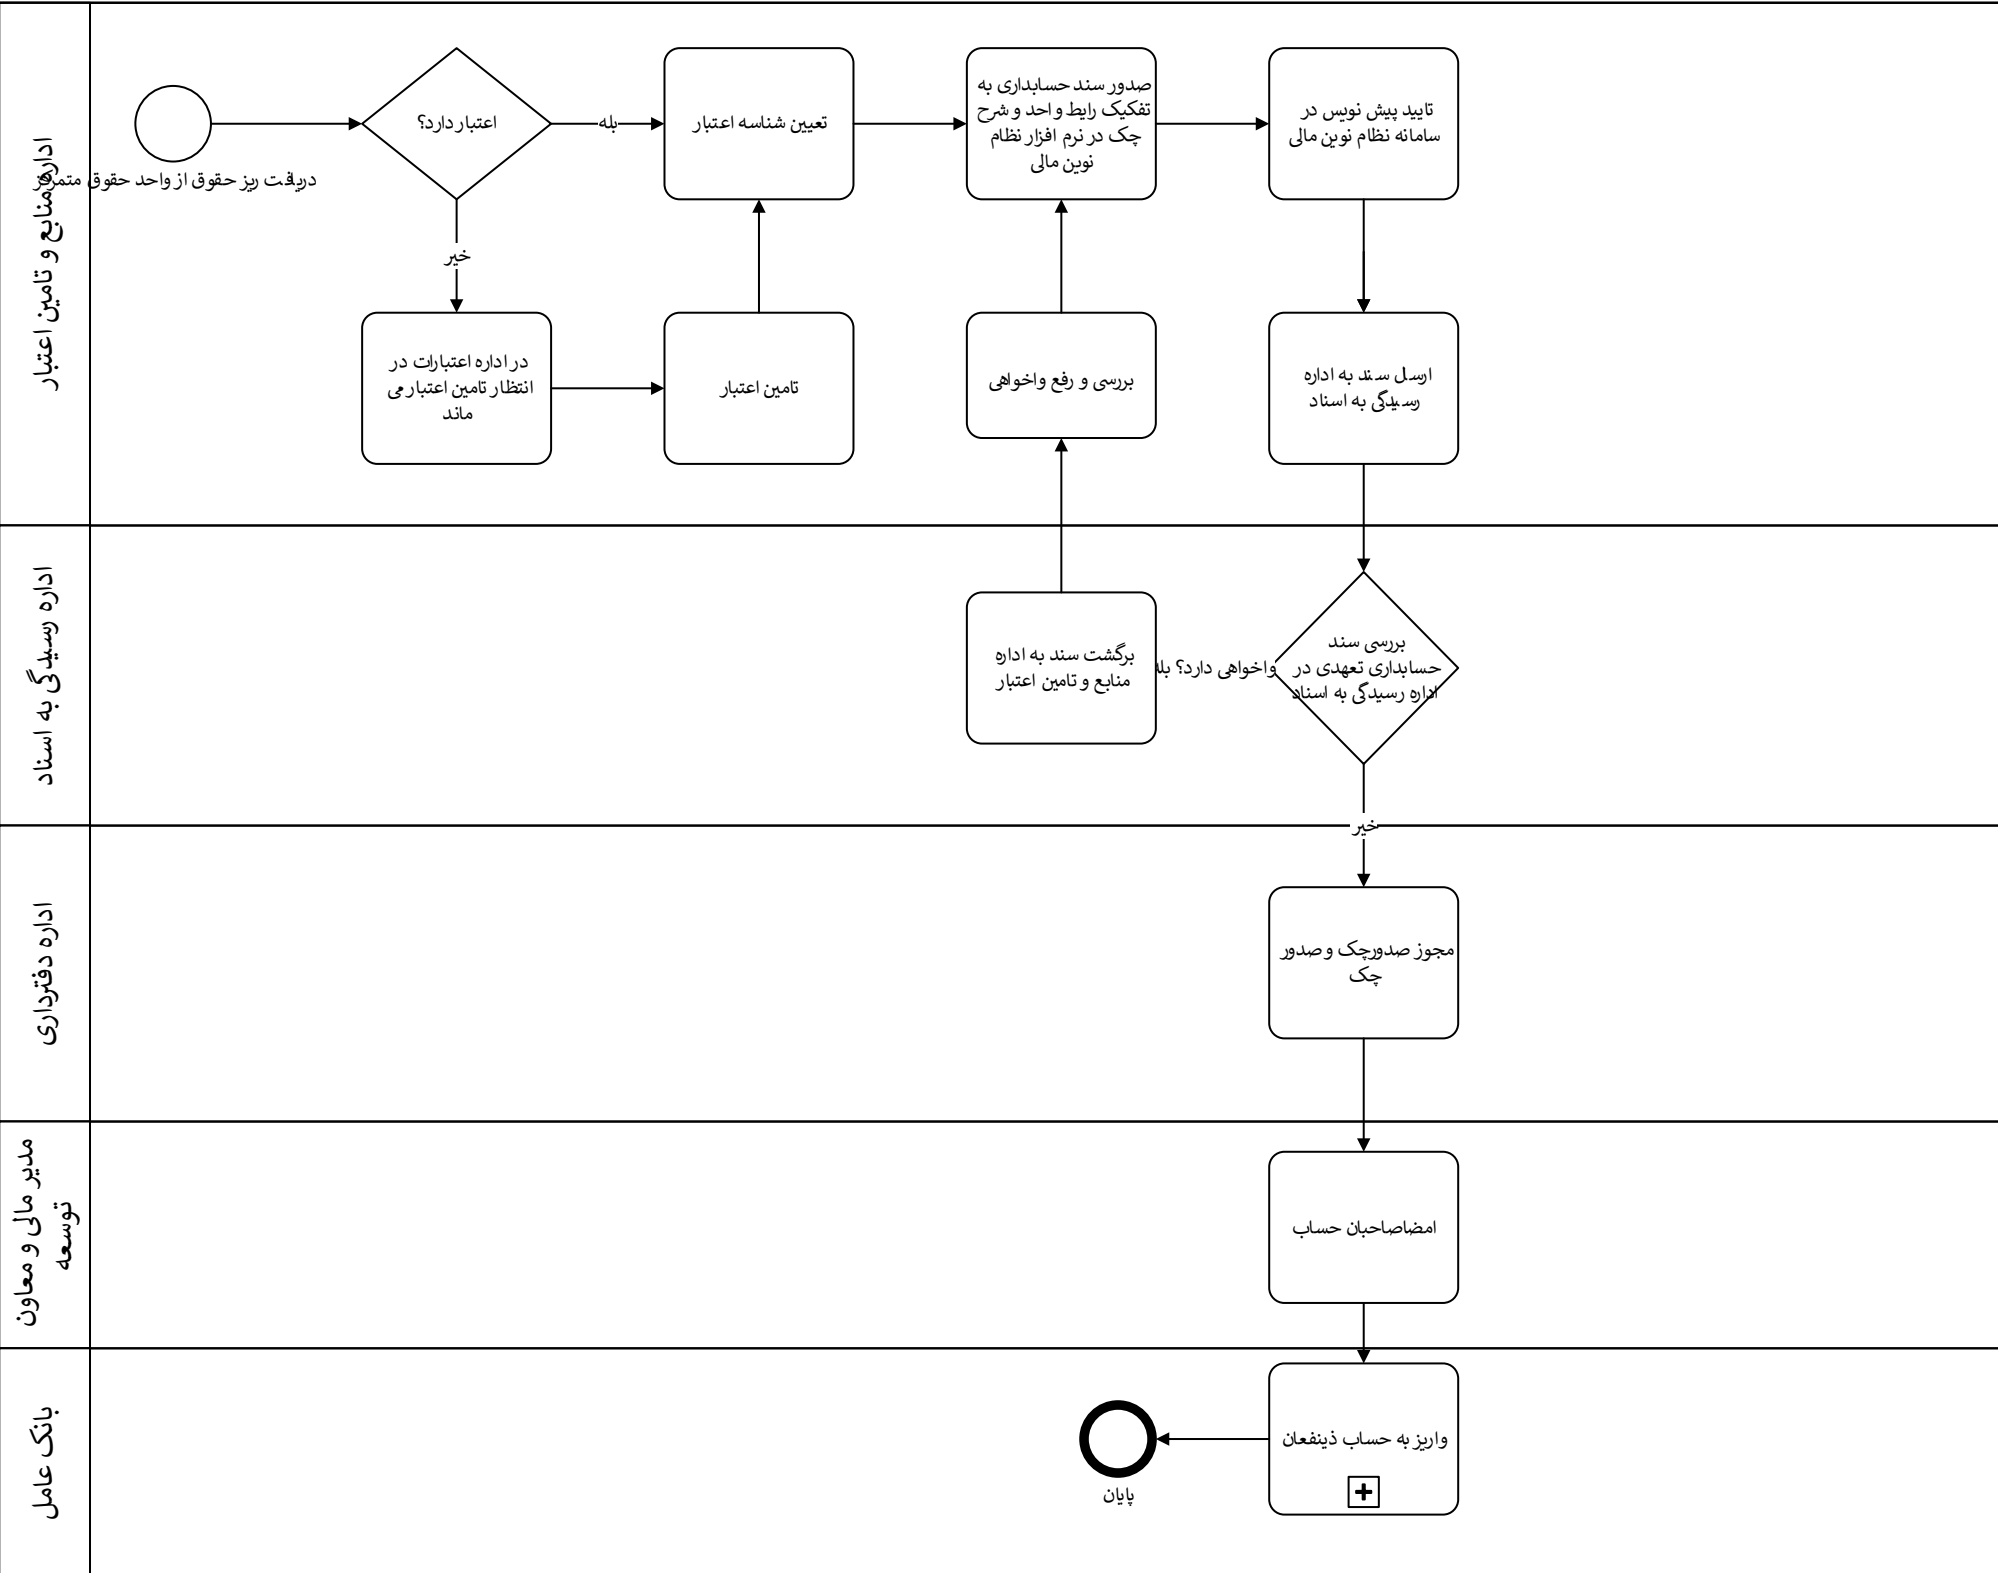 اداره منابع و تامین اعتبار
دریافت ریز حقوق از واحد حقوق متمرکز
اعتبار دارد؟
بله
خیر
تعیین شناسه اعتبار
صدور سند حسابداری به
تفکیک رابط و احد و شرح
چک در نرم افزار نظام
نوین مالی
تایید پیش نویس در
سامانه نظام نوین مالی
در اداره اعتبارات در
انتظار تامین اعتبار می
ماند
تامین اعتبار
بررسی و رفع واخواهی
ارسال سند به اداره
رسیدگی به اسناد
اداره رسیدگی به اسناد
برگشت سند به اداره
منابع و تامین اعتبار
واخواهی دارد؟ بله
بررسی سند
حسابداری تعهدی در
اداره رسیدگی به اسناد
خیر
اداره دفترداری
مجوز صدورچک و صدور
چک
مدیر مالی و معاون
توسعه
امضاصاحبان حساب
بانک عامل
واریز به حساب ذینفعان
پایان